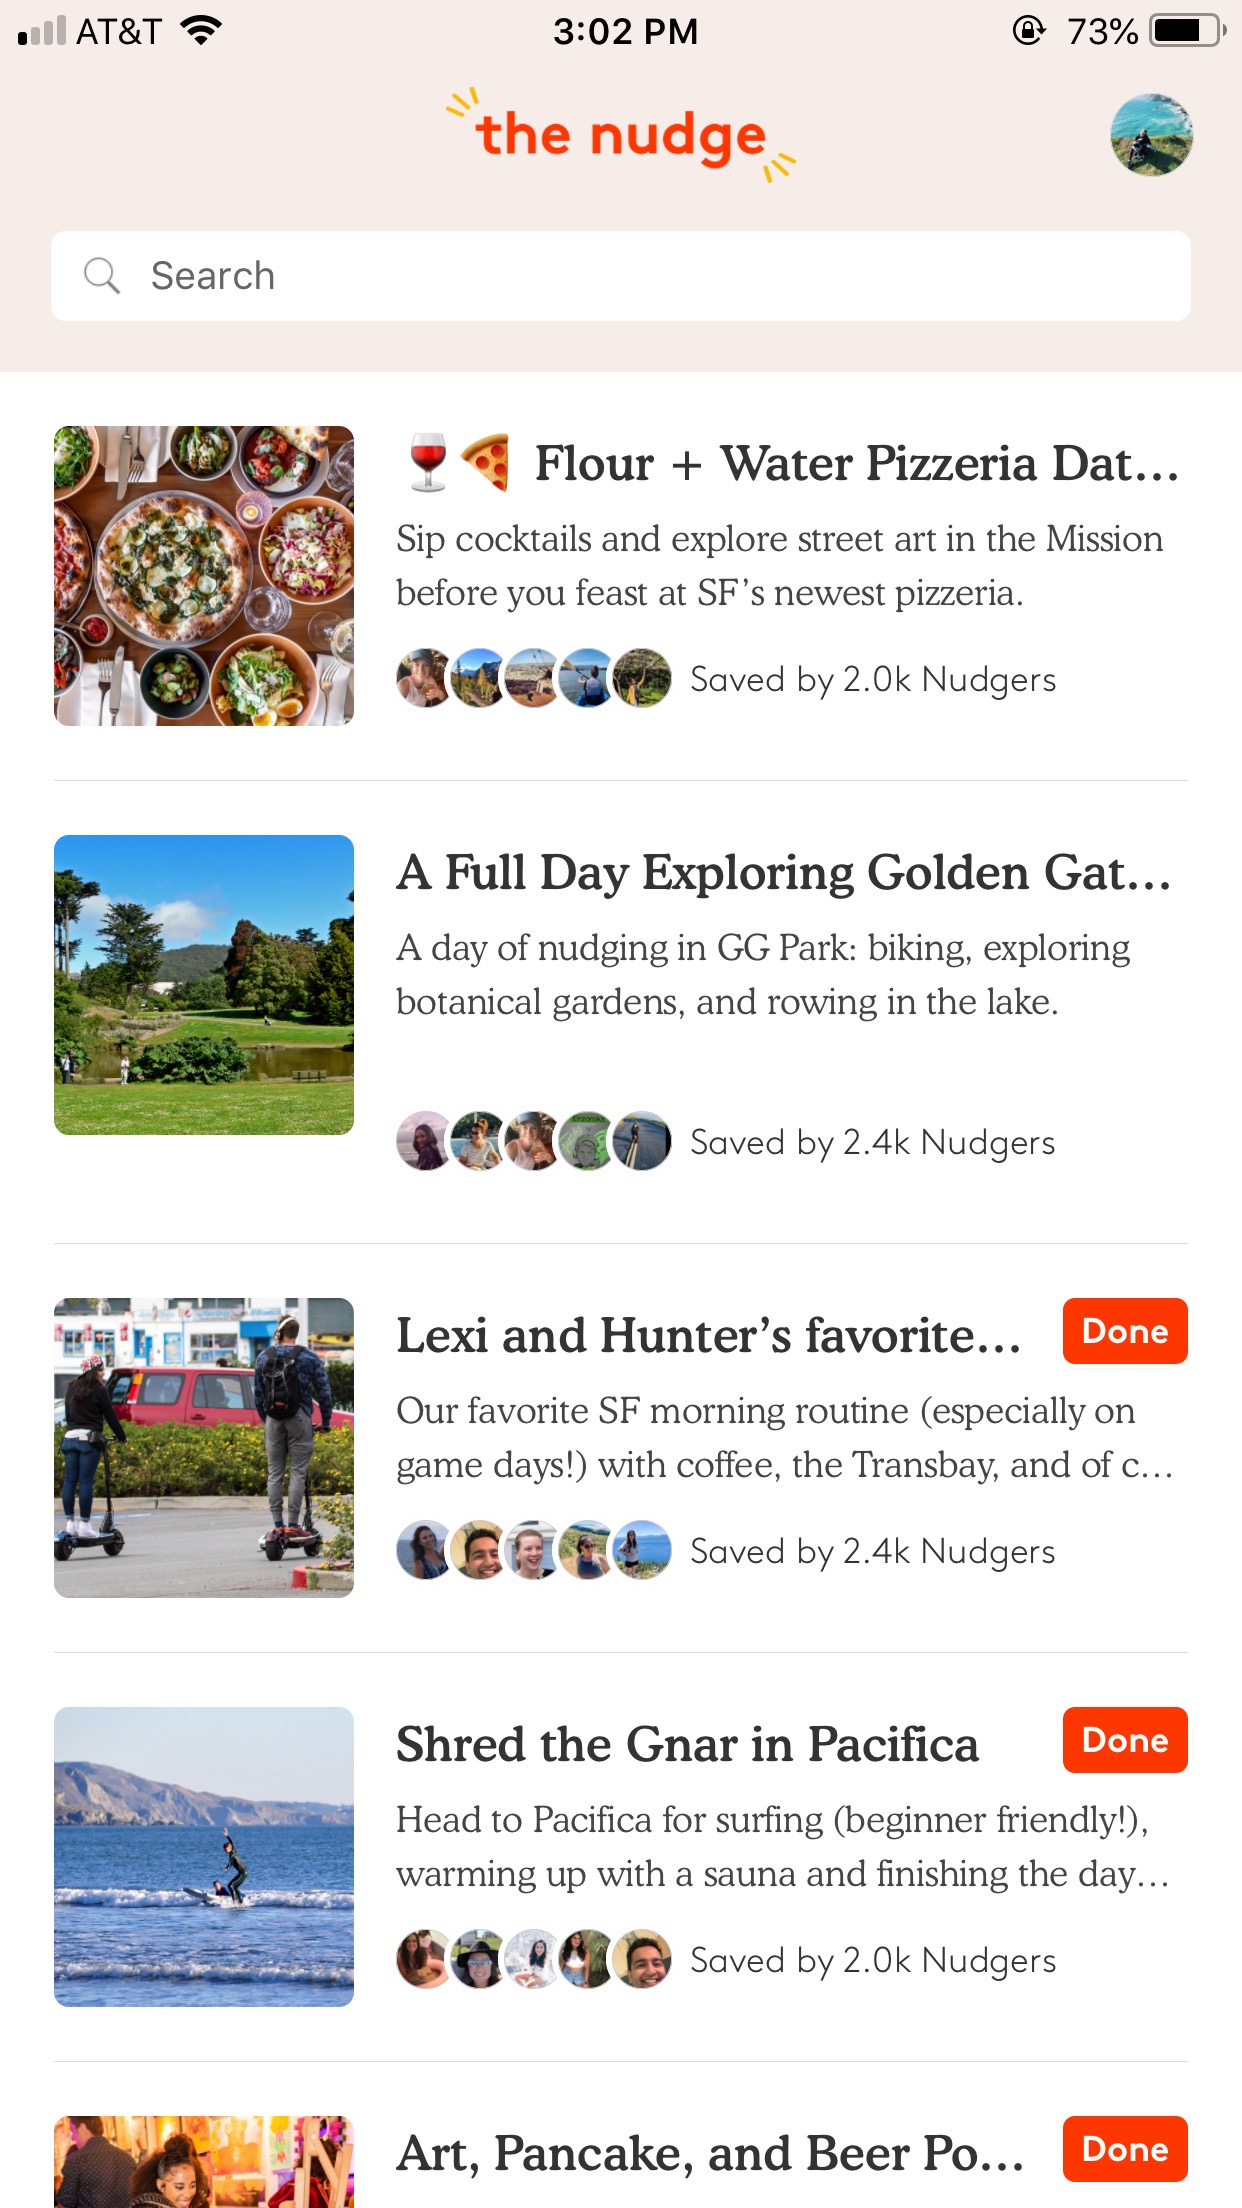 AT&T 3:02 PM 73%
the nudge
Search
🍷🍕 Flour + Water Pizzeria Dat...
Sip cocktails and explore street art in the Mission
before you feast at SF's newest pizzeria.
Saved by 2.0k Nudgers
A Full Day Exploring Golden Gat...
A day of nudging in GG Park: biking, exploring
botanical gardens, and rowing in the lake.
Saved by 2.4k Nudgers
Lexi and Hunter's favorite...
Done
Our favorite SF morning routine (especially on
game days!) with coffee, the Transbay, and of c...
Saved by 2.4k Nudgers
Shred the Gnar in Pacifica
Done
Head to Pacifica for surfing (beginner friendly!),
warming up with a sauna and finishing the day...
Saved by 2.0k Nudgers
Art, Pancake, and Beer Po...
Done